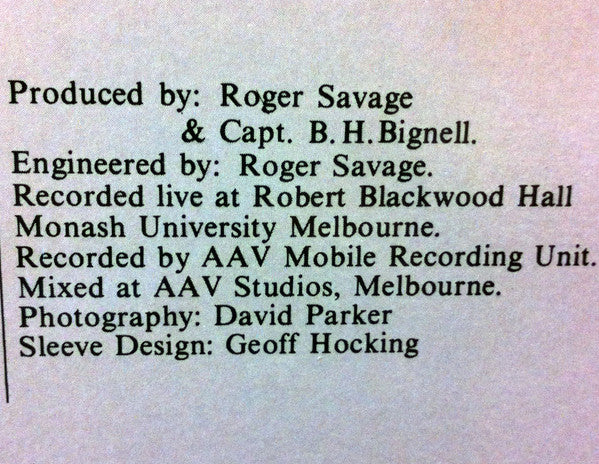 Produced by: Roger Savage
& Capt. B. H. Bignell.
Engineered by: Roger Savage.
Recorded live at Robert Blackwood Hall
Monash University Melbourne.
Recorded by AAV Mobile Recording Unit.
Mixed at AAV Studios, Melbourne.
Photography: David Parker
Sleeve Design: Geoff Hocking